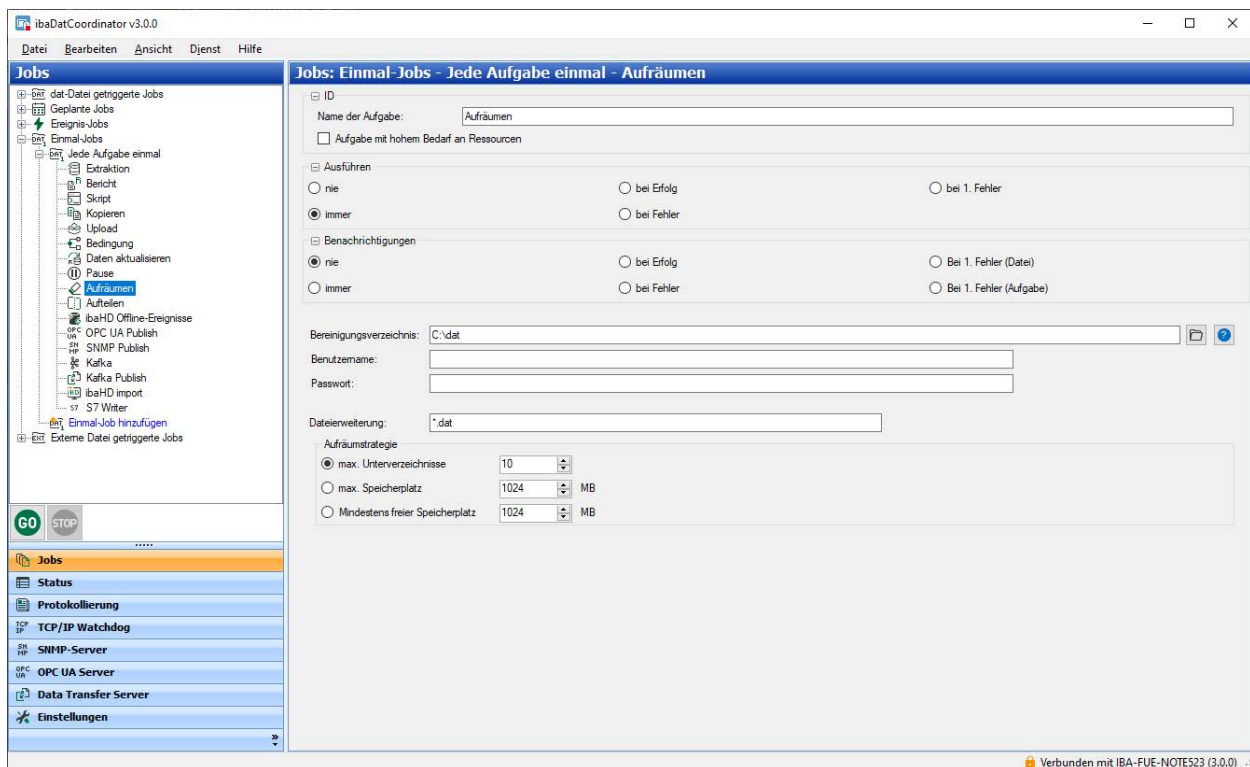 ibaDatCoordinator v3.0.0
Datei Bearbeiten Ansicht Dienst Hilfe
Jobs
dat-Datei getriggerte Jobs
Geplante Jobs
Ereignis-Jobs
Einmal-Jobs
Jede Aufgabe einmal
Extraktion
Bericht
Skript
Kopieren
Upload
Bedingung
Daten aktualisieren
Pause
Aufräumen
Aufteilen
ibaHD Offline-Ereignisse
OPC UA Publish
SNMP Publish
Kafka
Kafka Publish
ibaHD import
S7 S7 Writer
Einmal-Job hinzufügen
Externe Datei getriggerte Jobs
GO STOP
Jobs
Status
Protokollierung
TCP/IP Watchdog
SNMP-Server
OPC UA Server
Data Transfer Server
Einstellungen
Jobs: Einmal-Jobs - Jede Aufgabe einmal - Aufräumen
ID
Name der Aufgabe: Aufräumen
Aufgabe mit hohem Bedarf an Ressourcen
Ausführen
nie bei Erfolg bei 1. Fehler
immer bei Fehler
Benachrichtigungen
nie bei Erfolg Bei 1. Fehler (Datei)
immer bei Fehler Bei 1. Fehler (Aufgabe)
Bereinigungsverzeichnis: C:\dat
Benutzername:
Passwort:
Dateierweiterung: *.dat
Aufräumstrategie
max. Unterverzeichnisse 10
max. Speicherplatz 1024 MB
Mindestens freier Speicherplatz 1024 MB
Verbunden mit IBA-FUE-NOTE523 (3.0.0)